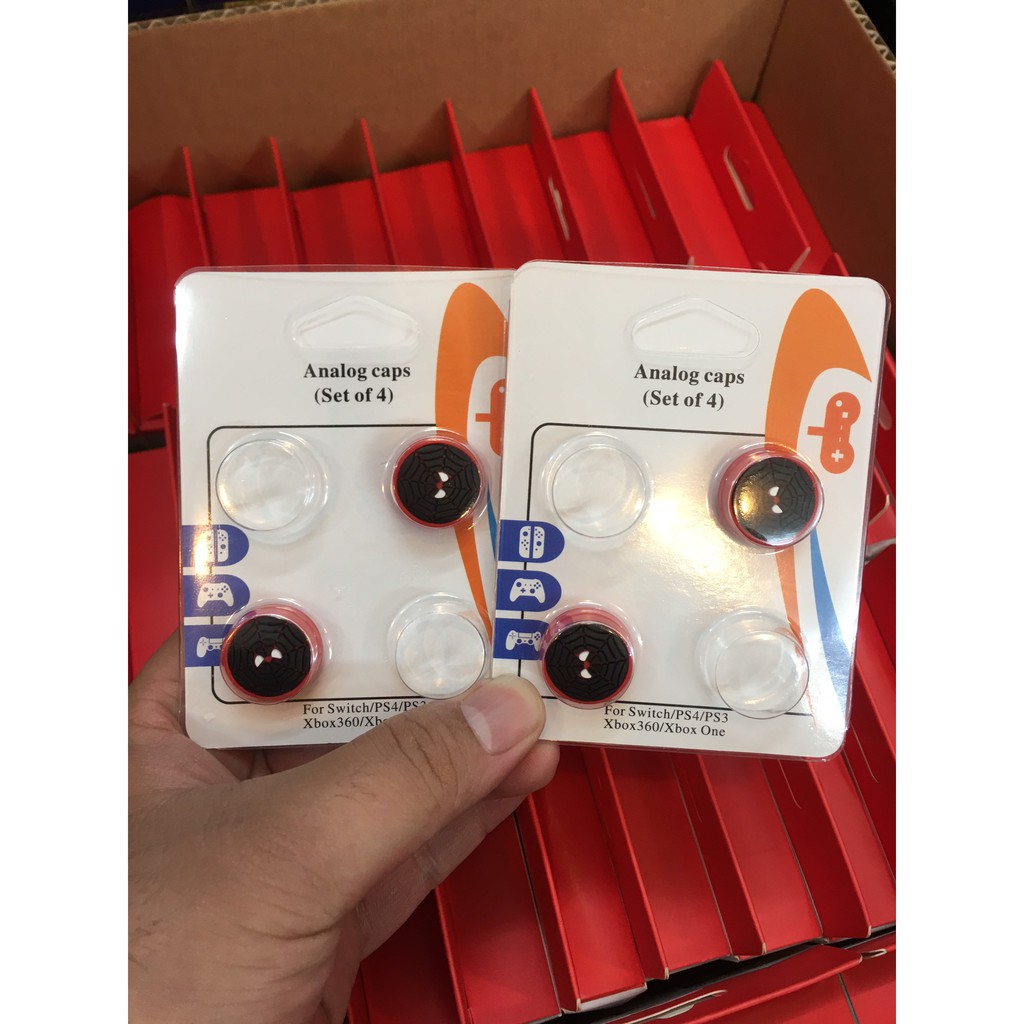 Analog caps
(Set of 4)
For Switch/PS4/PS3
Xbox360/
Analog caps
(Set of 4)
For Switch/PS4/PS3
Xbox360/Xbox One